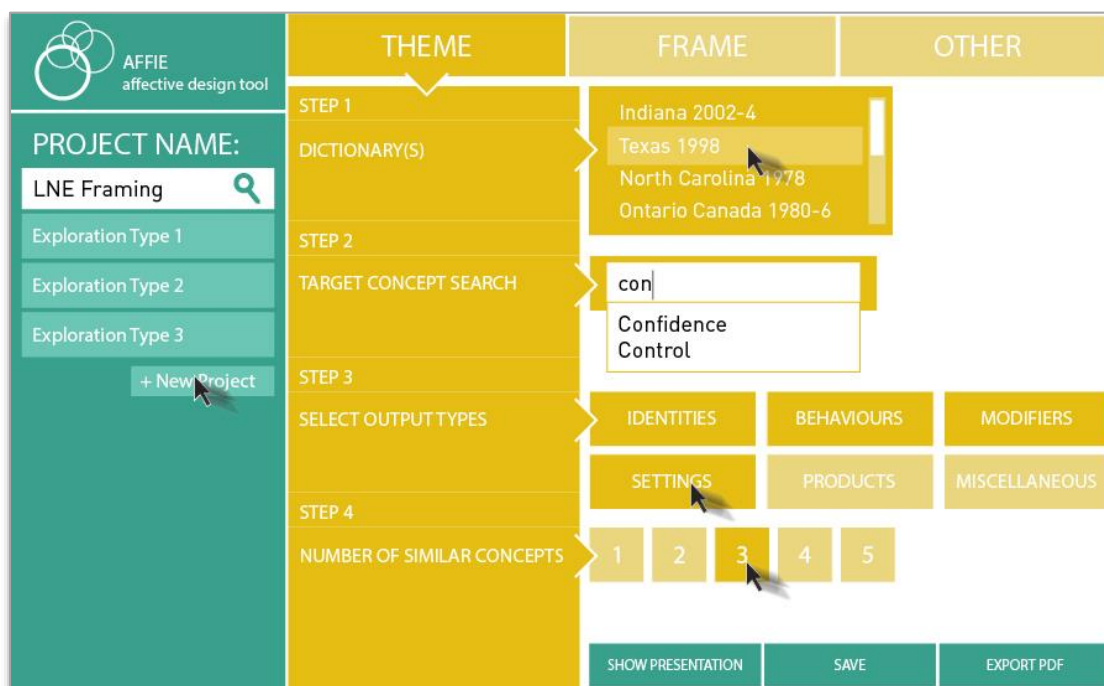 AFFIE
affective design tool
PROJECT NAME:
LNE Framing
Exploration Type 1
Exploration Type 2
Exploration Type 3
+ New Project
THEME
FRAME
OTHER
STEP 1
DICTIONARY(S)
Indiana 2002-4
Texas 1998
North Carolina 1978
Ontario Canada 1980-6
STEP 2
TARGET CONCEPT SEARCH
con
Confidence
Control
STEP 3
SELECT OUTPUT TYPES
IDENTITIES
BEHAVIOURS
MODIFIERS
SETTINGS
PRODUCTS
MISCELLANEOUS
STEP 4
NUMBER OF SIMILAR CONCEPTS
1
2
3
4
5
SHOW PRESENTATION
SAVE
EXPORT PDF